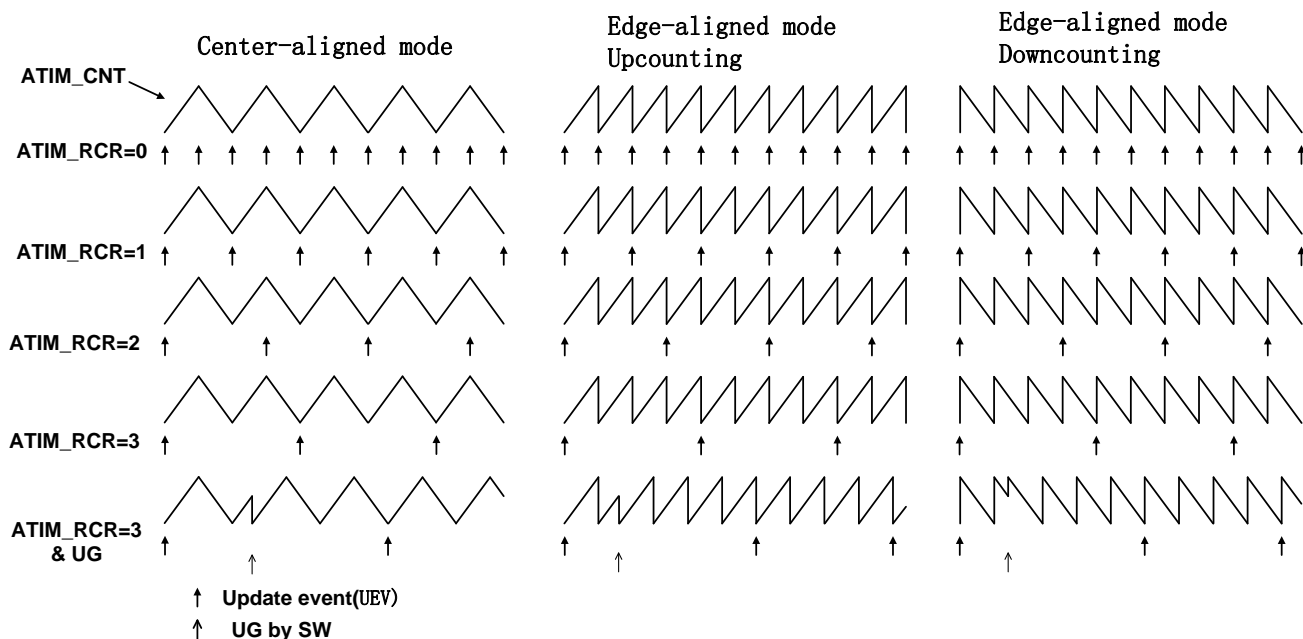 Center-aligned mode
Edge-aligned mode
Upcounting
Edge-aligned mode
Downcounting
ATIM_CNT
ATIM_RCR=0
ATIM_RCR=1
ATIM_RCR=2
ATIM_RCR=3
ATIM_RCR=3
& UG
Update event(UEV)
UG by SW